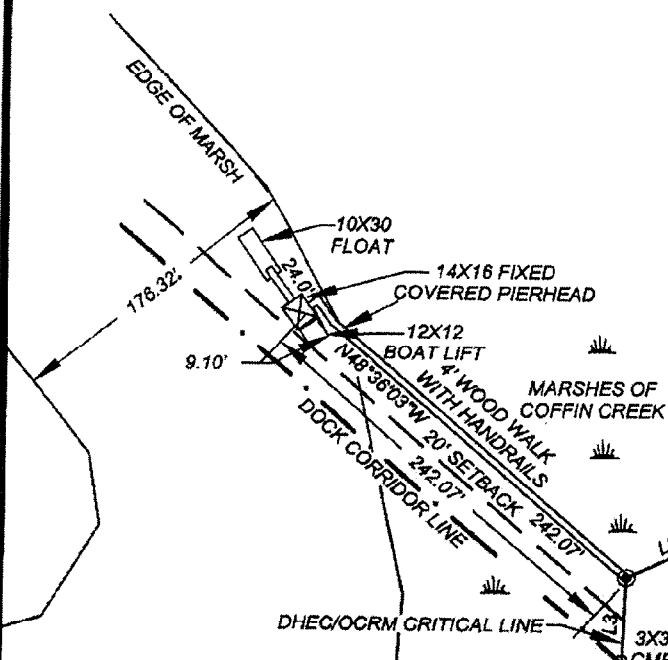 EDGE OF MARSH
10X30
FLOAT
24.0'
14X16 FIXED
COVERED PIERHEAD
176.32'
12X12
BOAT LIFT
9.10'
N48°36'03"W
4' WOOD WALK
WITH HANDRAILS
MARSHES OF
COFFIN CREEK
20' SETBACK
242.07'
242.07'
DOCK CORRIDOR LINE
DHEC/OCRM CRITICAL LINE
L3
3X3